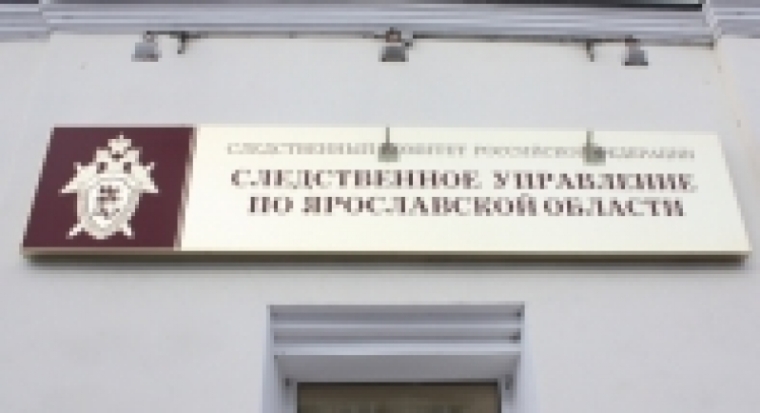 СЛЕДСТВЕННЫЙ КОМИТЕТ РОССИЙСКОЙ ФЕДЕРАЦИИ
СЛЕДСТВЕННОЕ УПРАВЛЕНИЕ
ПО ЯРОСЛАВСКОЙ ОБЛАСТИ